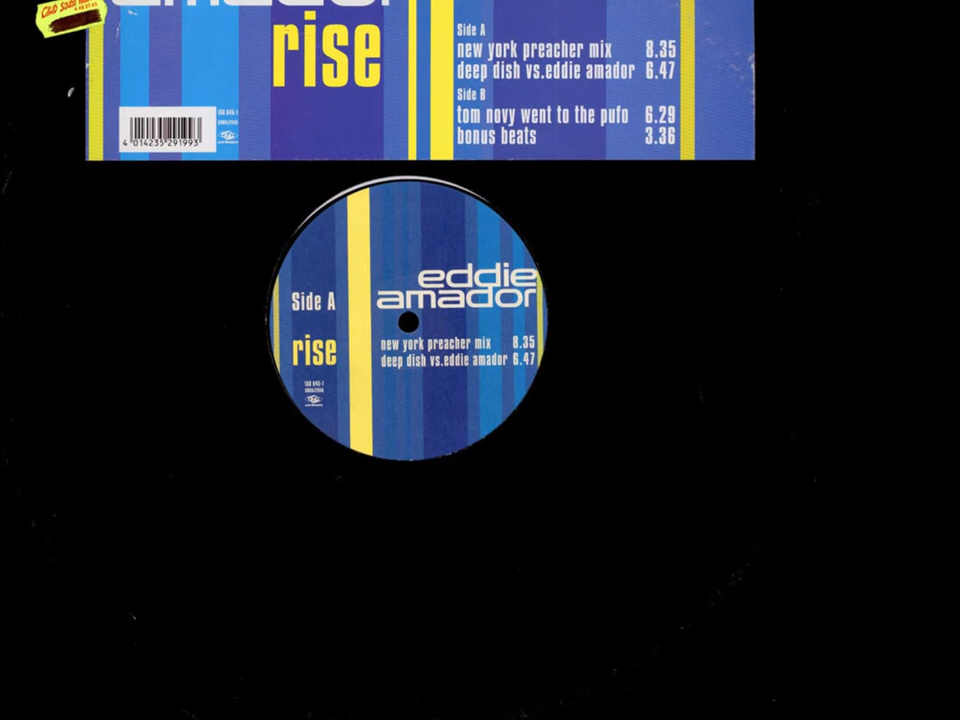 amador
rise
Side A
new york preacher mix 8.35
deep dish vs.eddie amador 6.47
Side B
tom novy went to the pufo 6.29
bonus beats 3.36
4 014235 291993
eddie
amador
Side A
rise
new york preacher mix 8.35
deep dish vs.eddie amador 6.47